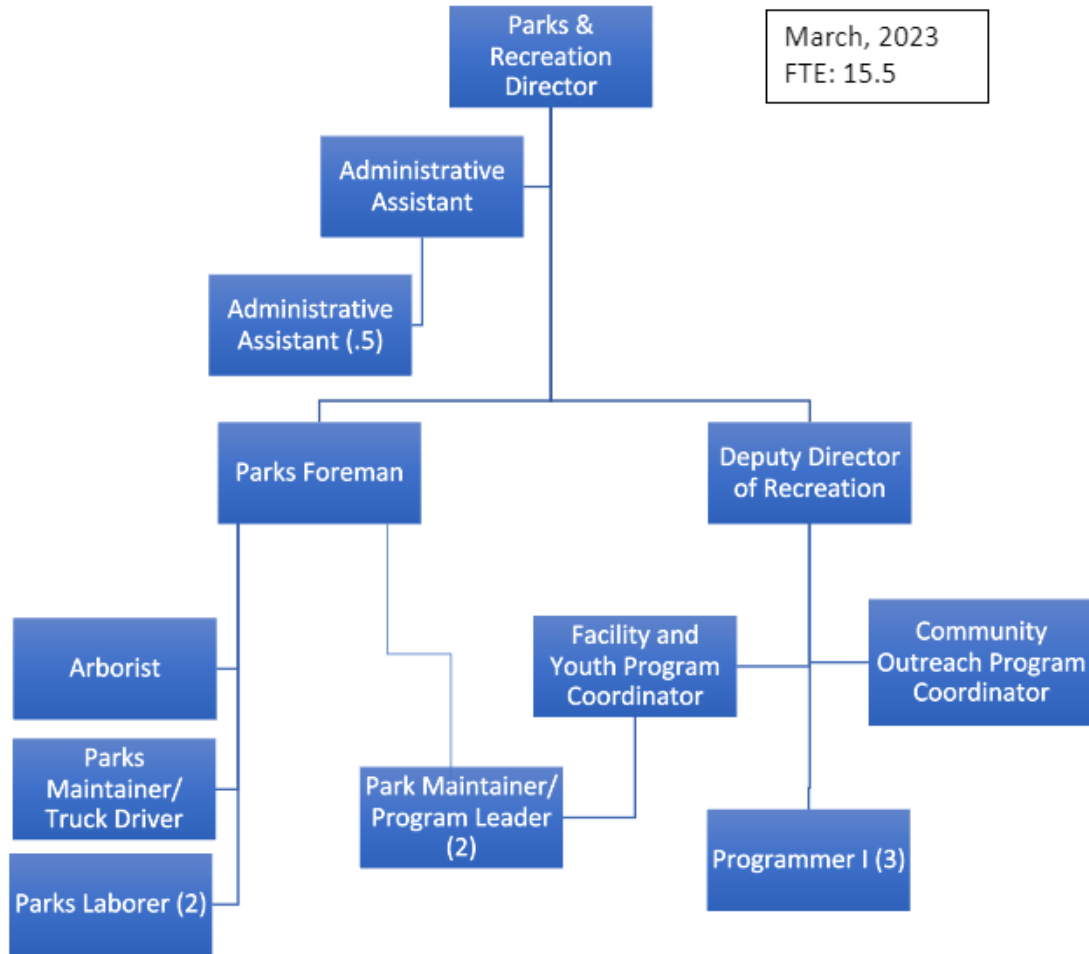 Parks &
Recreation
Director
March, 2023
FTE: 15.5
Administrative
Assistant
Administrative
Assistant (.5)
Parks Foreman
Deputy Director
of Recreation
Arborist
Facility and
Youth Program
Coordinator
Community
Outreach Program
Coordinator
Parks
Maintainer/
Truck Driver
Park Maintainer/
Program Leader
(2)
Programmer I (3)
Parks Laborer (2)